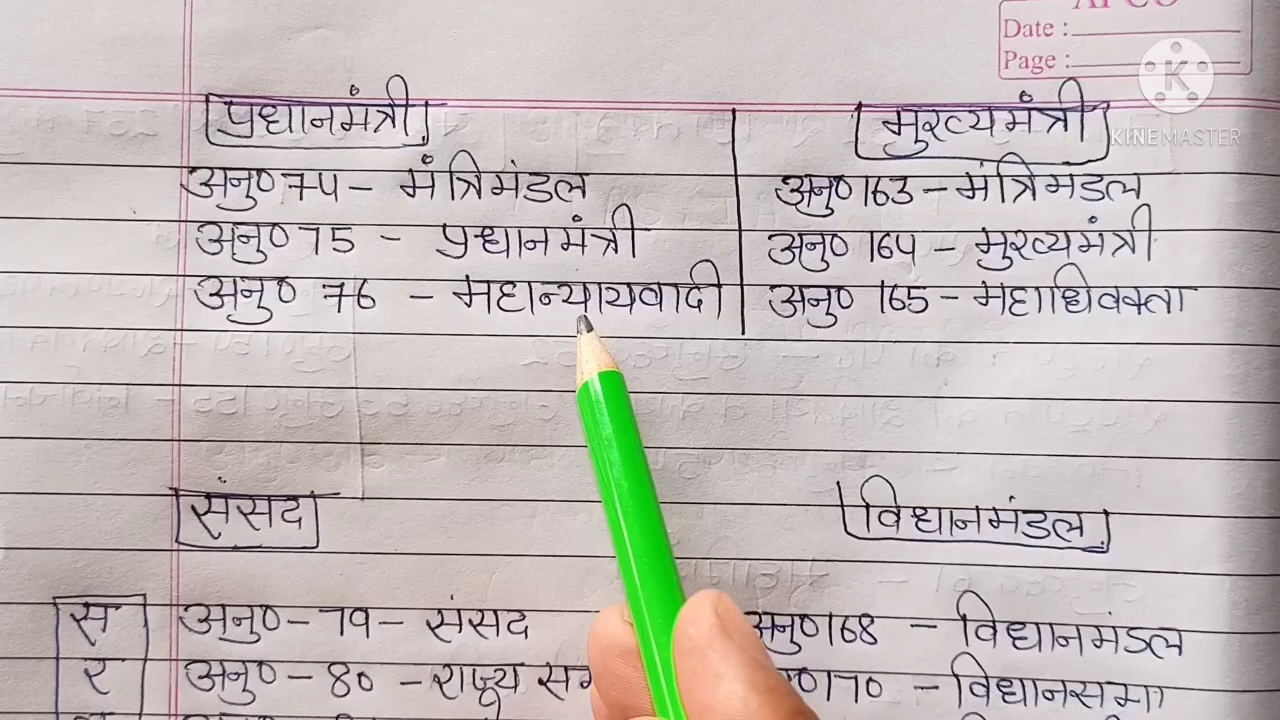 Date :
Page :
KINEMASTER
प्रधानमंत्री
मुख्यमंत्री
अनु० 74 - मंत्रिमंडल
अनु० 163 - मंत्रिमडल
अनु० 75 - प्रधानमंत्री
अनु० 164 - मुख्यमंत्री
अनु० 76 - महान्यायवादी
अनु० 165 - महाधिवक्ता
संसद
विधानमंडल
स
अनु० - 79 - संसद
अनु० 168 - विधानमंडल
र
अनु० - 80 - राज्य
170 - विधानसभा